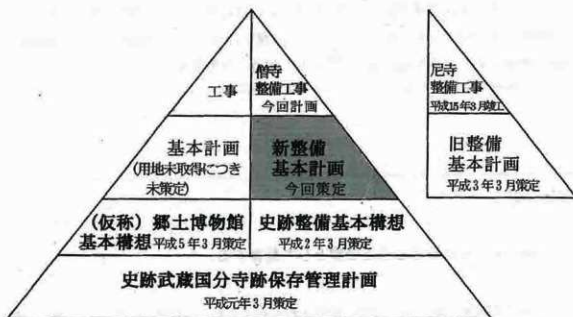 工事
僧寺
整備工事
今回計画
基本計画
(用地未取得につき
未策定)
新整備
基本計画
今回策定
(仮称)郷土博物館
基本構想 平成5年3月策定
史跡整備基本構想
平成2年3月策定
史跡武蔵国分寺跡保存管理計画
平成元年3月策定
尼寺
整備工事
平成15年3月竣工
旧整備
基本計画
平成3年3月策定